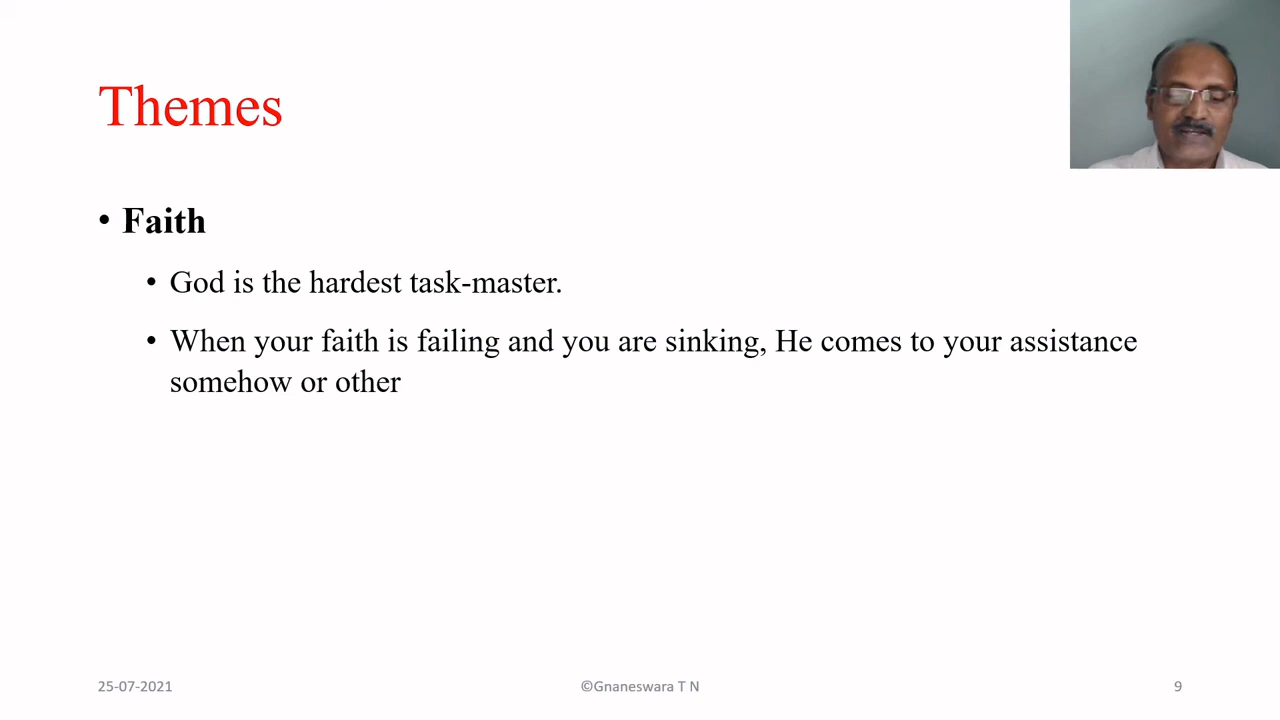 Themes
• Faith
• God is the hardest task-master.
• When your faith is failing and you are sinking, He comes to your assistance
somehow or other
25-07-2021
©Gnaneswara T N
9